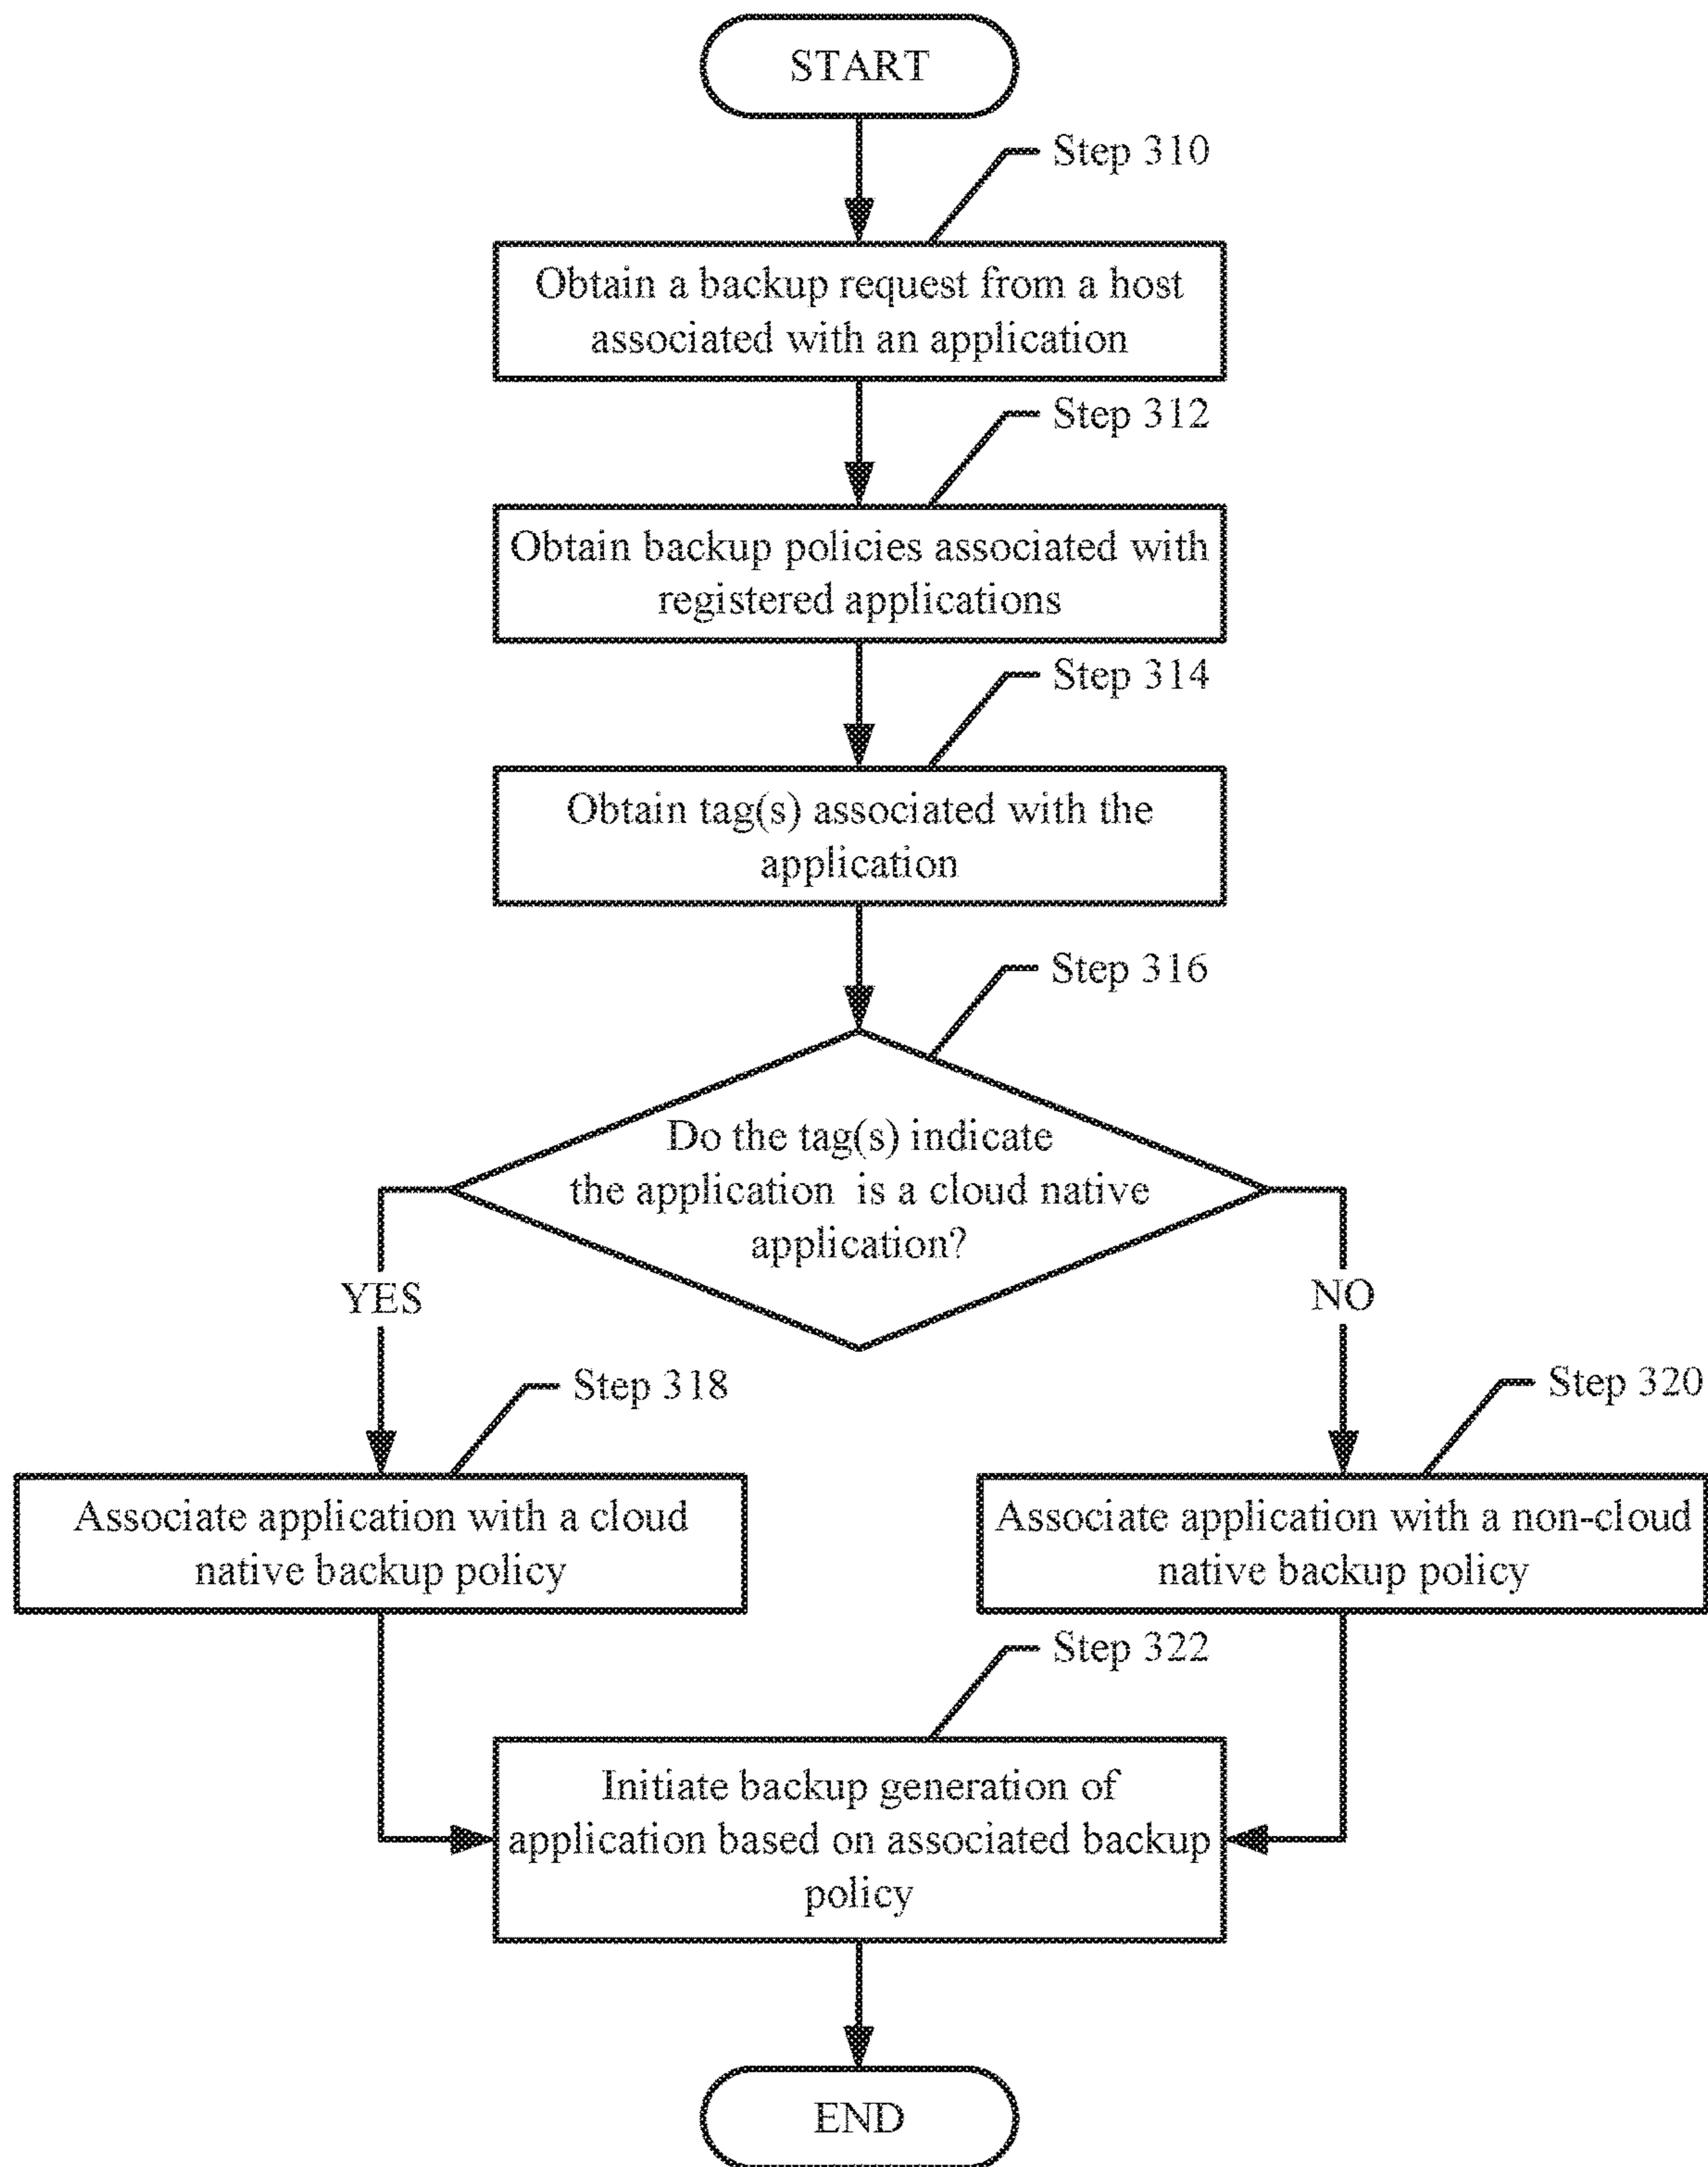 START
Step 310
Obtain a backup request from a host
associated with an application
Step 312
Obtain backup policies associated with
registered applications
Step 314
Obtain tag(s) associated with the
application
Step 316
Do the tag(s) indicate
the application is a cloud native
application?
YES
NO
Step 318
Step 320
Associate application with a cloud
native backup policy
Associate application with a non-cloud
native backup policy
Step 322
Initiate backup generation of
application based on associated backup
policy
END